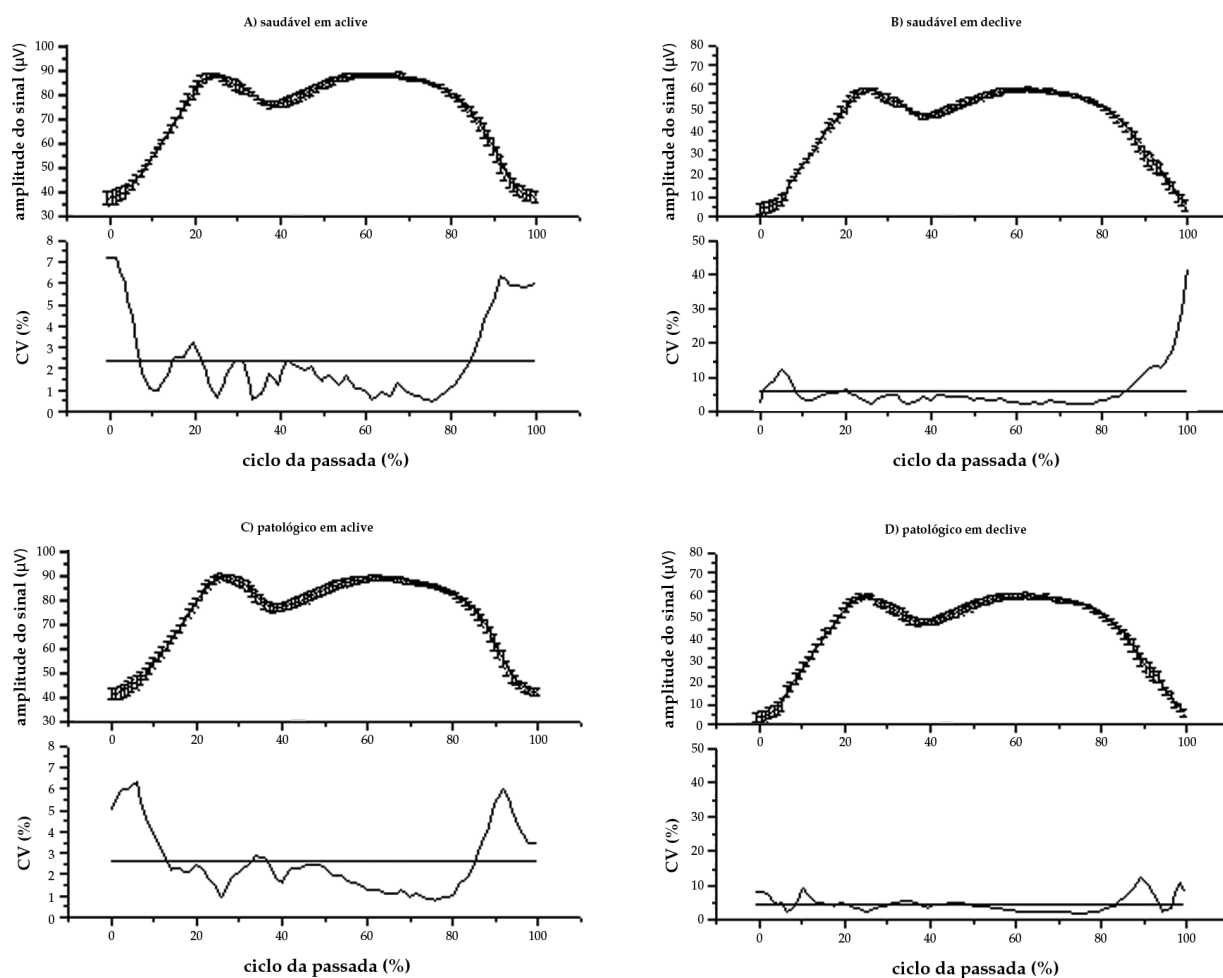 A) saudável em aclive
amplitude do sinal (µV)
100
90
80
70
60
50
40
30
0 20 40 60 80 100
CV (%)
8
7
6
5
4
3
2
1
0
0 20 40 60 80 100
ciclo da passada (%)
B) saudável em declive
amplitude do sinal (µV)
80
70
60
60
50
30
30
20
10
0
0 20 40 60 80 100
CV (%)
50
40
30
20
10
0
0 20 40 60 80 100
ciclo da passada (%)
C) patológico em aclive
amplitude do sinal (µV)
100
90
80
70
60
50
40
30
0 20 40 60 80 100
CV (%)
8
7
6
5
4
3
2
1
0
0 20 40 60 80 100
ciclo da passada (%)
D) patológico em declive
amplitude do sinal (µV)
80
70
60
60
50
30
30
20
10
0
0 20 40 60 80 100
CV (%)
50
40
30
20
10
0
0 20 40 60 80 100
ciclo da passada (%)